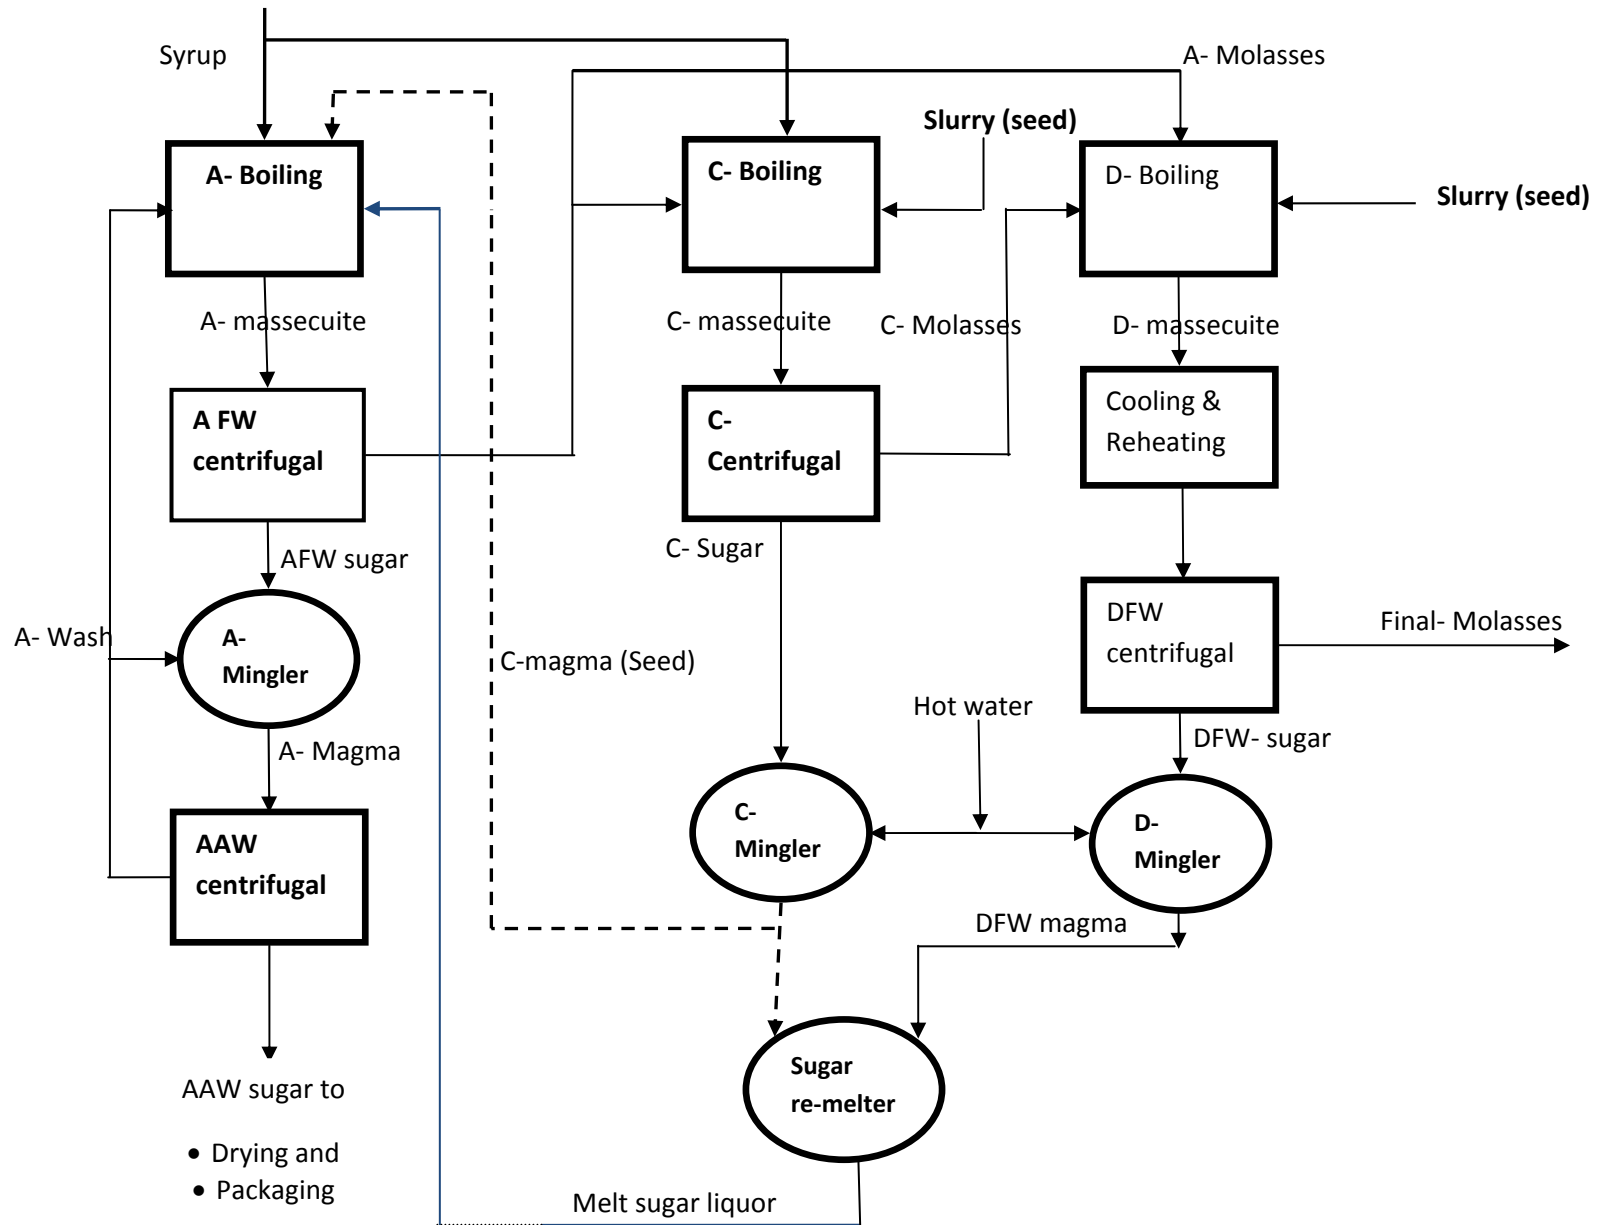 Syrup
A- Molasses
Slurry (seed)
A- Boiling
C- Boiling
D- Boiling
Slurry (seed)
A- massecuite
C- massecuite
C- Molasses
D- massecuite
A FW
centrifugal
C-
Centrifugal
Cooling &
Reheating
AFW sugar
C- Sugar
A- Wash
A-
Mingler
C-magma (Seed)
DFW
centrifugal
Final- Molasses
Hot water
A- Magma
DFW- sugar
AAW
centrifugal
C-
Mingler
D-
Mingler
DFW magma
AAW sugar to
• Drying and
• Packaging
Sugar
re-melter
Melt sugar liquor